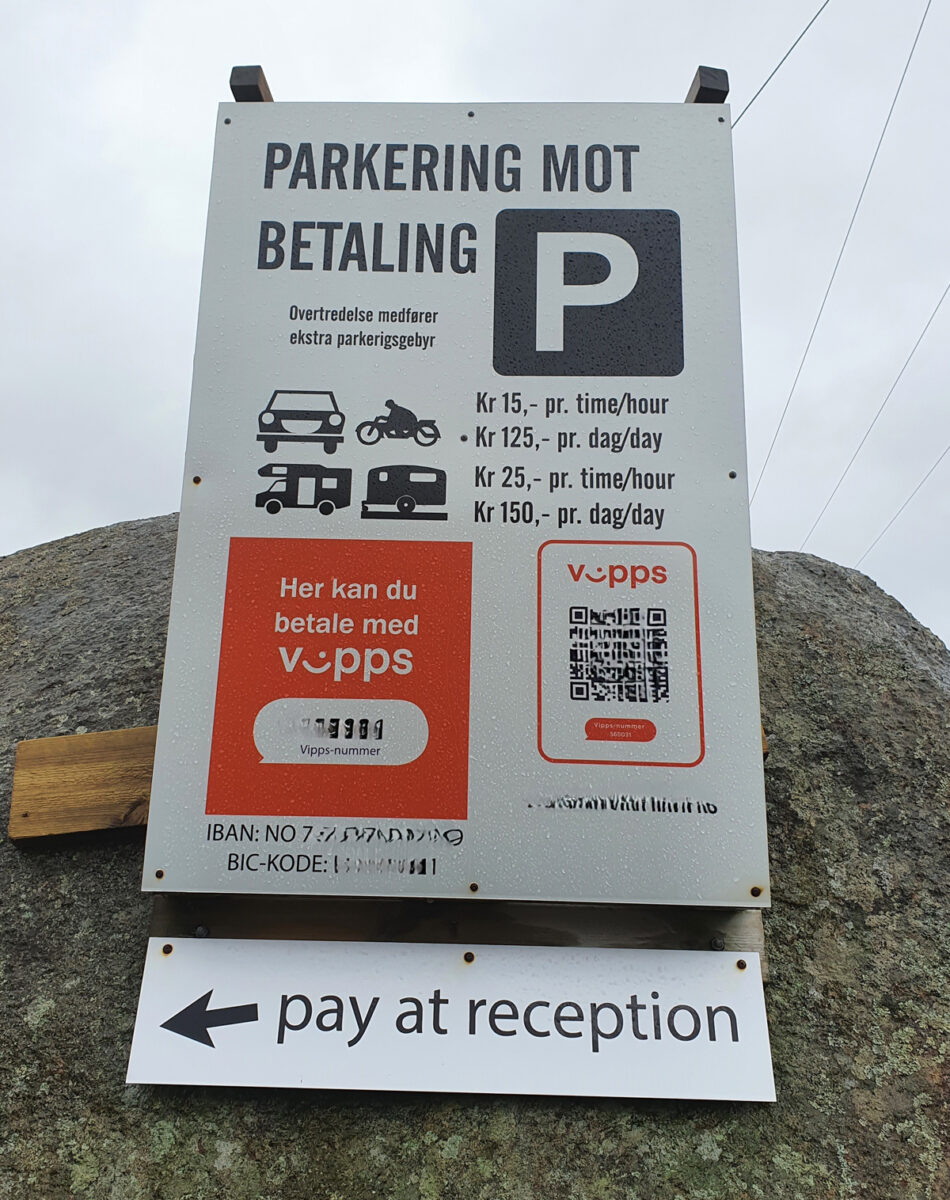 PARKERING MOT
BETALING
P
Overtredelse medfører
ekstra parkerigsgebyr
Kr 15,- pr. time/hour
Kr 125,- pr. dag/day
Kr 25,- pr. time/hour
Kr 150,- pr. dag/day
Her kan du
betale med
vipps
Vipps-nummer
vipps
Vipps-nummer
IBAN: NO
BIC-KODE:
pay at reception